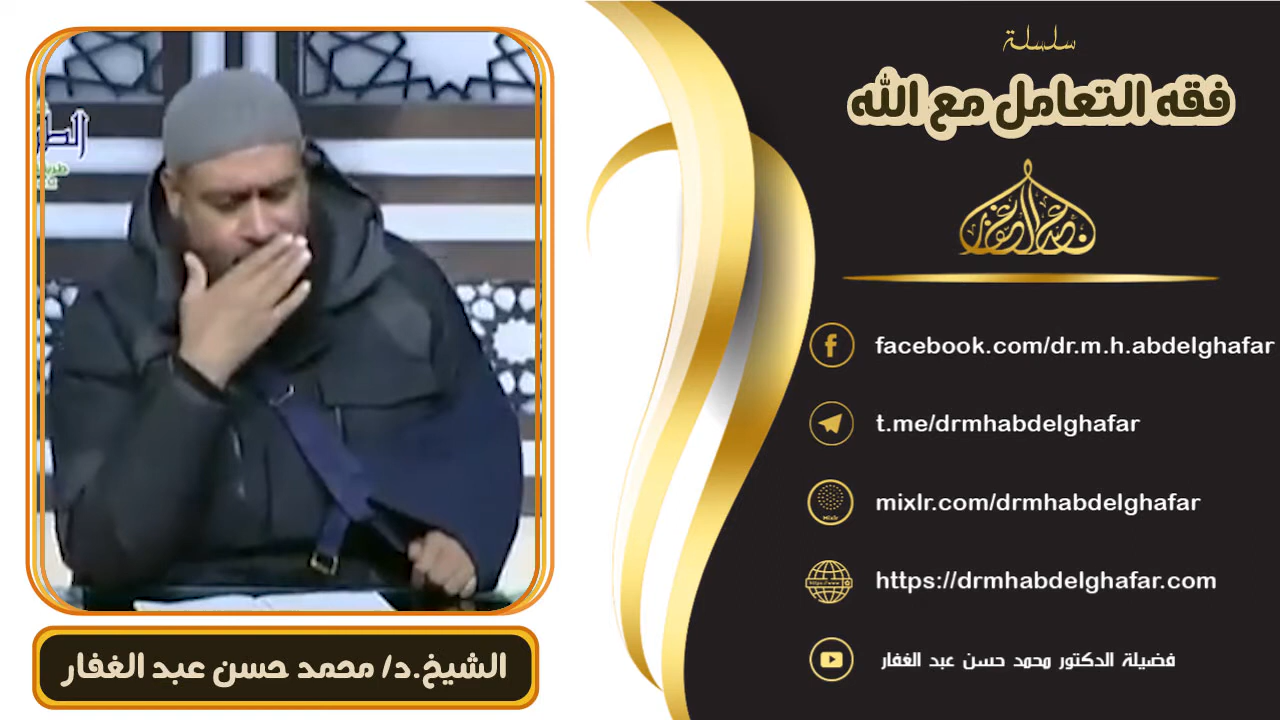 سلسلة
فقه التعامل مع الله
facebook.com/dr.m.h.abdelghafar
t.me/drmhabdelghafar
mixlr.com/drmhabdelghafar
https://drmhabdelghafar.com
فضيلة الدكتور محمد حسن عبد الغفار
الشيخ.د/ محمد حسن عبد الغفار